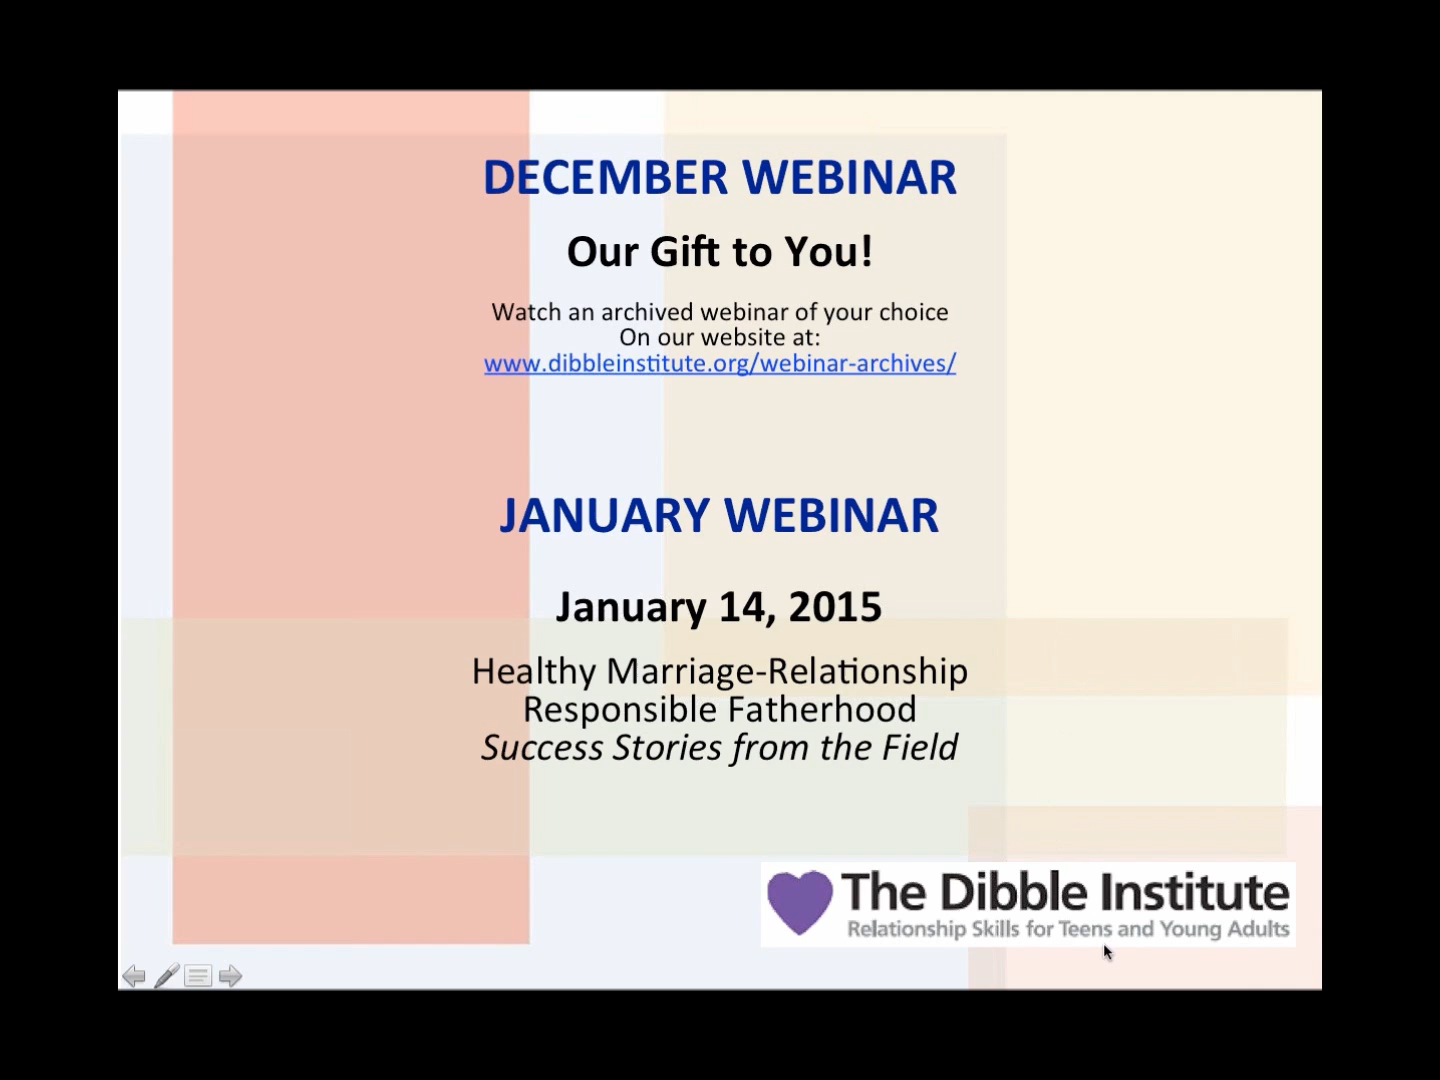 DECEMBER WEBINAR
Our Gift to You!
Watch an archived webinar of your choice
On our website at:
www.dibbleinstitute.org/webinar-archives/
JANUARY WEBINAR
January 14, 2015
Healthy Marriage-Relationship
Responsible Fatherhood
Success Stories from the Field
The Dibble Institute
Relationship Skills for Teens and Young Adults